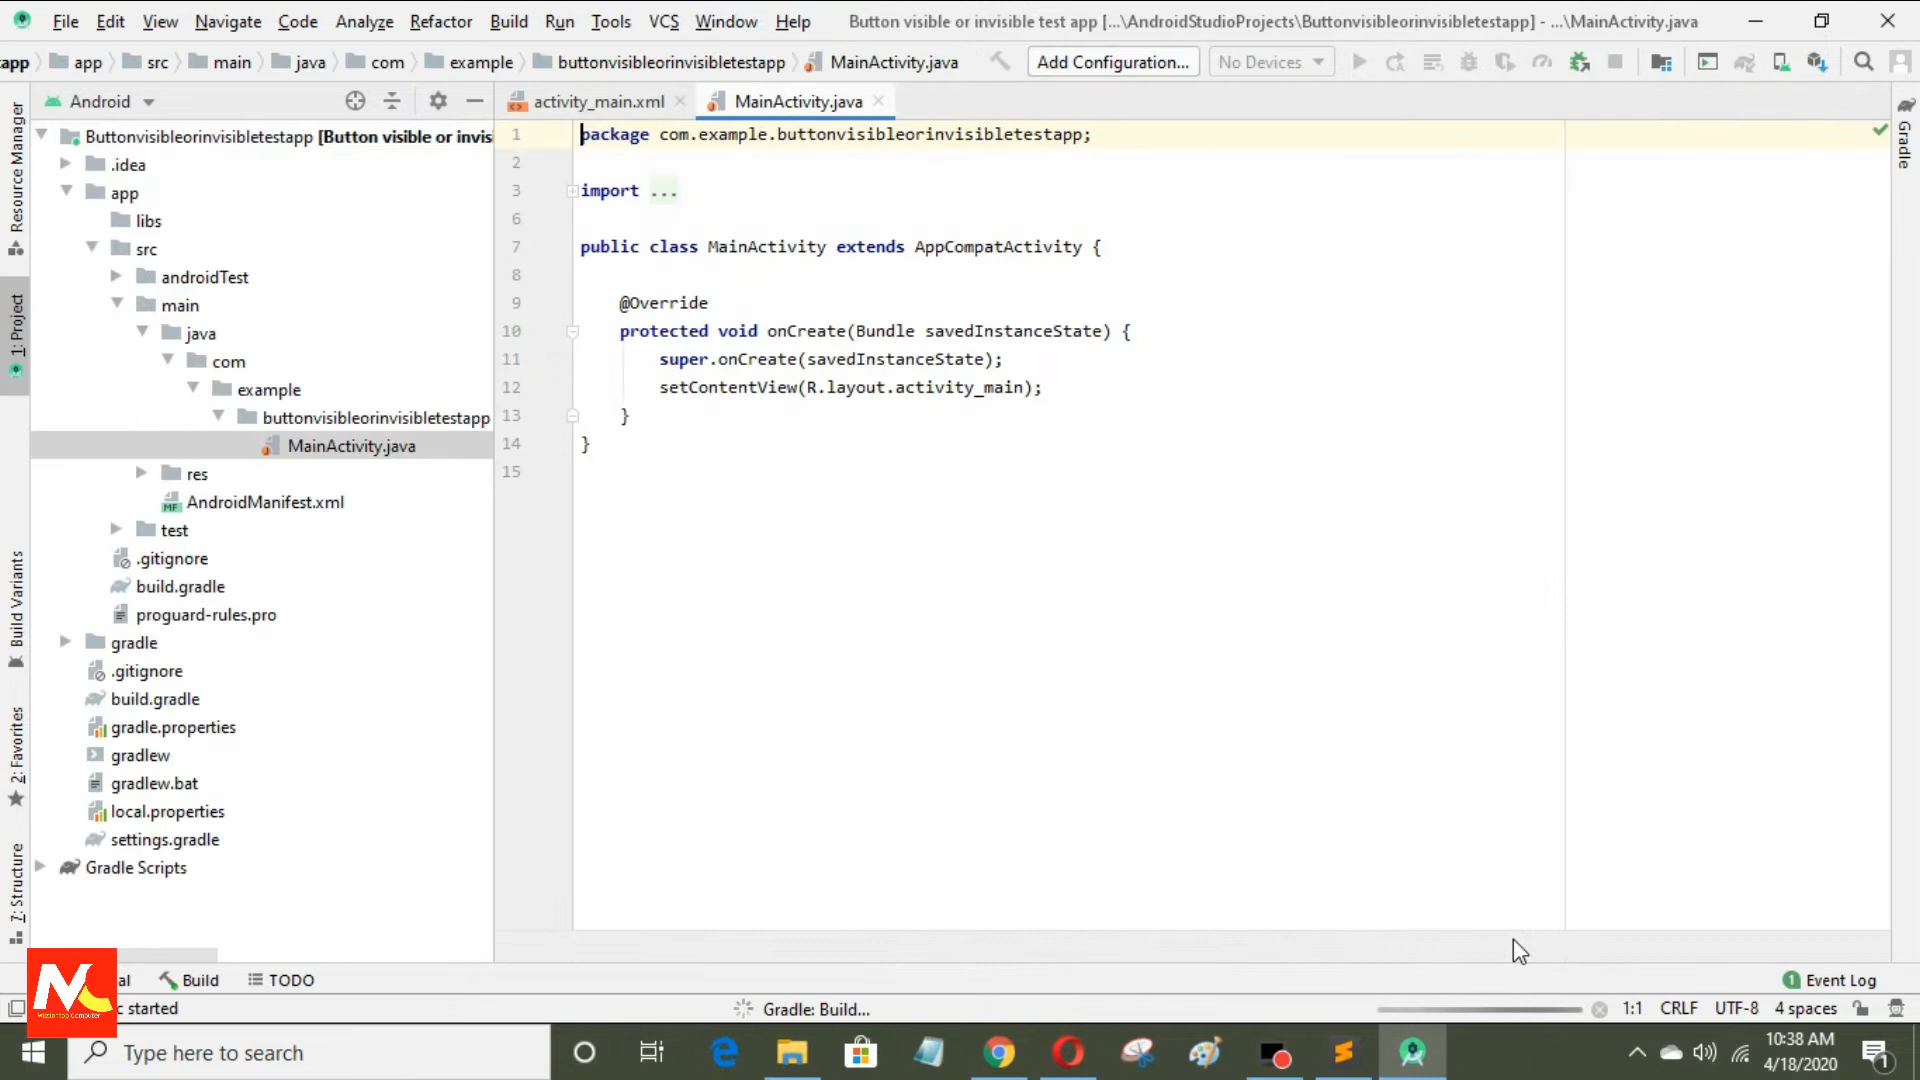 File Edit View Navigate Code Analyze Refactor Build Run Tools VCS Window Help Button visible or invisible test app [...\AndroidStudioProjects\Buttonvisibleorinvisibletestapp] - ...\MainActivity.java
app app src main java com example buttonvisibleorinvisibletestapp MainActivity.java Add Configuration... No Devices
Android activity_main.xml MainActivity.java
Resource Manager
1: Project
Build Variants
2: Favorites
7: Structure
Gradle
Buttonvisibleorinvisibletestapp [Button visible or invis
.idea
app
libs
src
androidTest
main
java
com
example
buttonvisibleorinvisibletestapp
MainActivity.java
res
MF AndroidManifest.xml
test
.gitignore
build.gradle
proguard-rules.pro
gradle
.gitignore
build.gradle
gradle.properties
gradlew
gradlew.bat
local.properties
settings.gradle
Gradle Scripts
1 package com.example.buttonvisibleorinvisibletestapp;
2
3 import ...
6
7 public class MainActivity extends AppCompatActivity {
8
9 @Override
10 protected void onCreate(Bundle savedInstanceState) {
11 super.onCreate(savedInstanceState);
12 setContentView(R.layout.activity_main);
13 }
14 }
15
al Build TODO 1 Event Log
c started Gradle: Build... 1:1 CRLF UTF-8 4 spaces
MC
Missiontop Computer
Type here to search 10:38 AM
4/18/2020 1